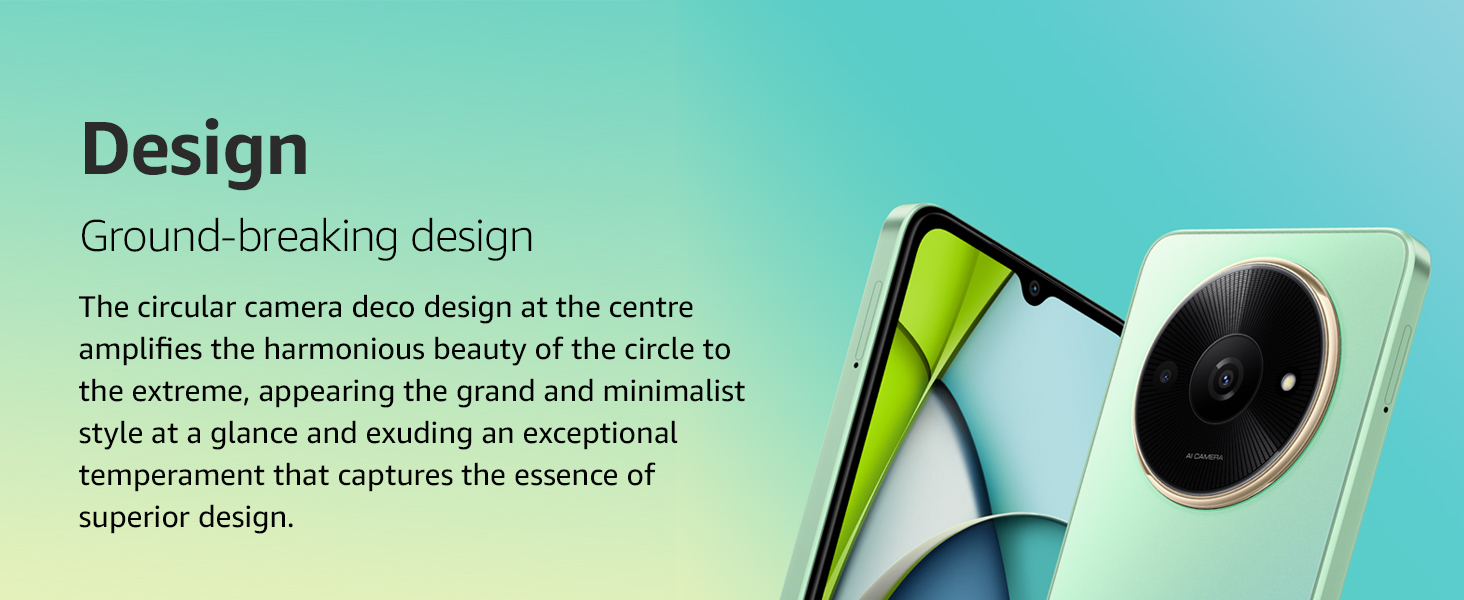 Design
Ground-breaking design
The circular camera deco design at the centre
amplifies the harmonious beauty of the circle to
the extreme, appearing the grand and minimalist
style at a glance and exuding an exceptional
temperament that captures the essence of
superior design.
AI CAMERA